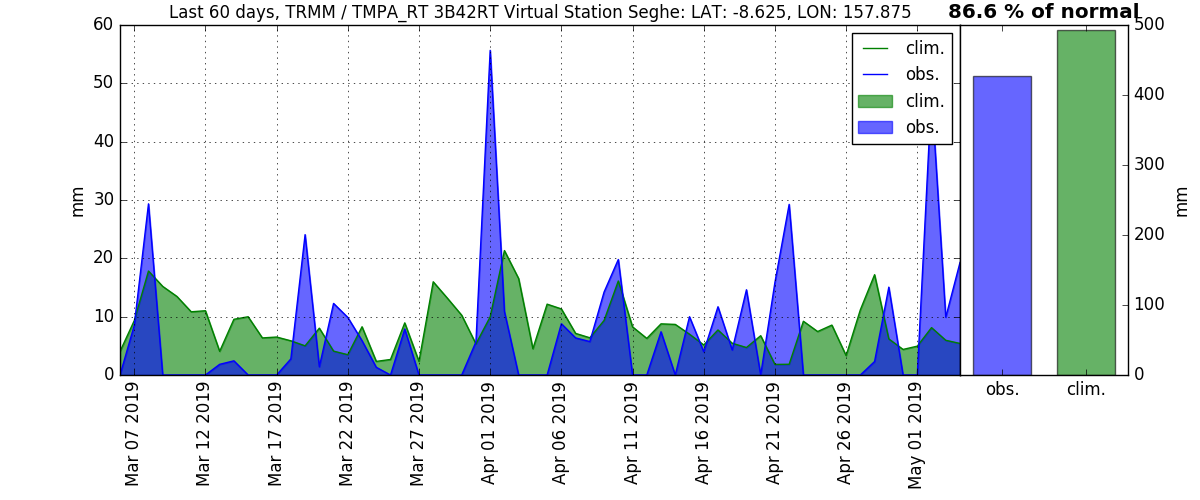 Last 60 days, TRMM / TMPA_RT 3B42RT Virtual Station Seghe: LAT: -8.625, LON: 157.875
86.6 % of normal
60
50
40
30
20
10
0
mm
clim.
obs.
clim.
obs.
Mar 07 2019
Mar 12 2019
Mar 17 2019
Mar 22 2019
Mar 27 2019
Apr 01 2019
Apr 06 2019
Apr 11 2019
Apr 16 2019
Apr 21 2019
Apr 26 2019
May 01 2019
500
400
300
200
100
0
mm
obs.
clim.